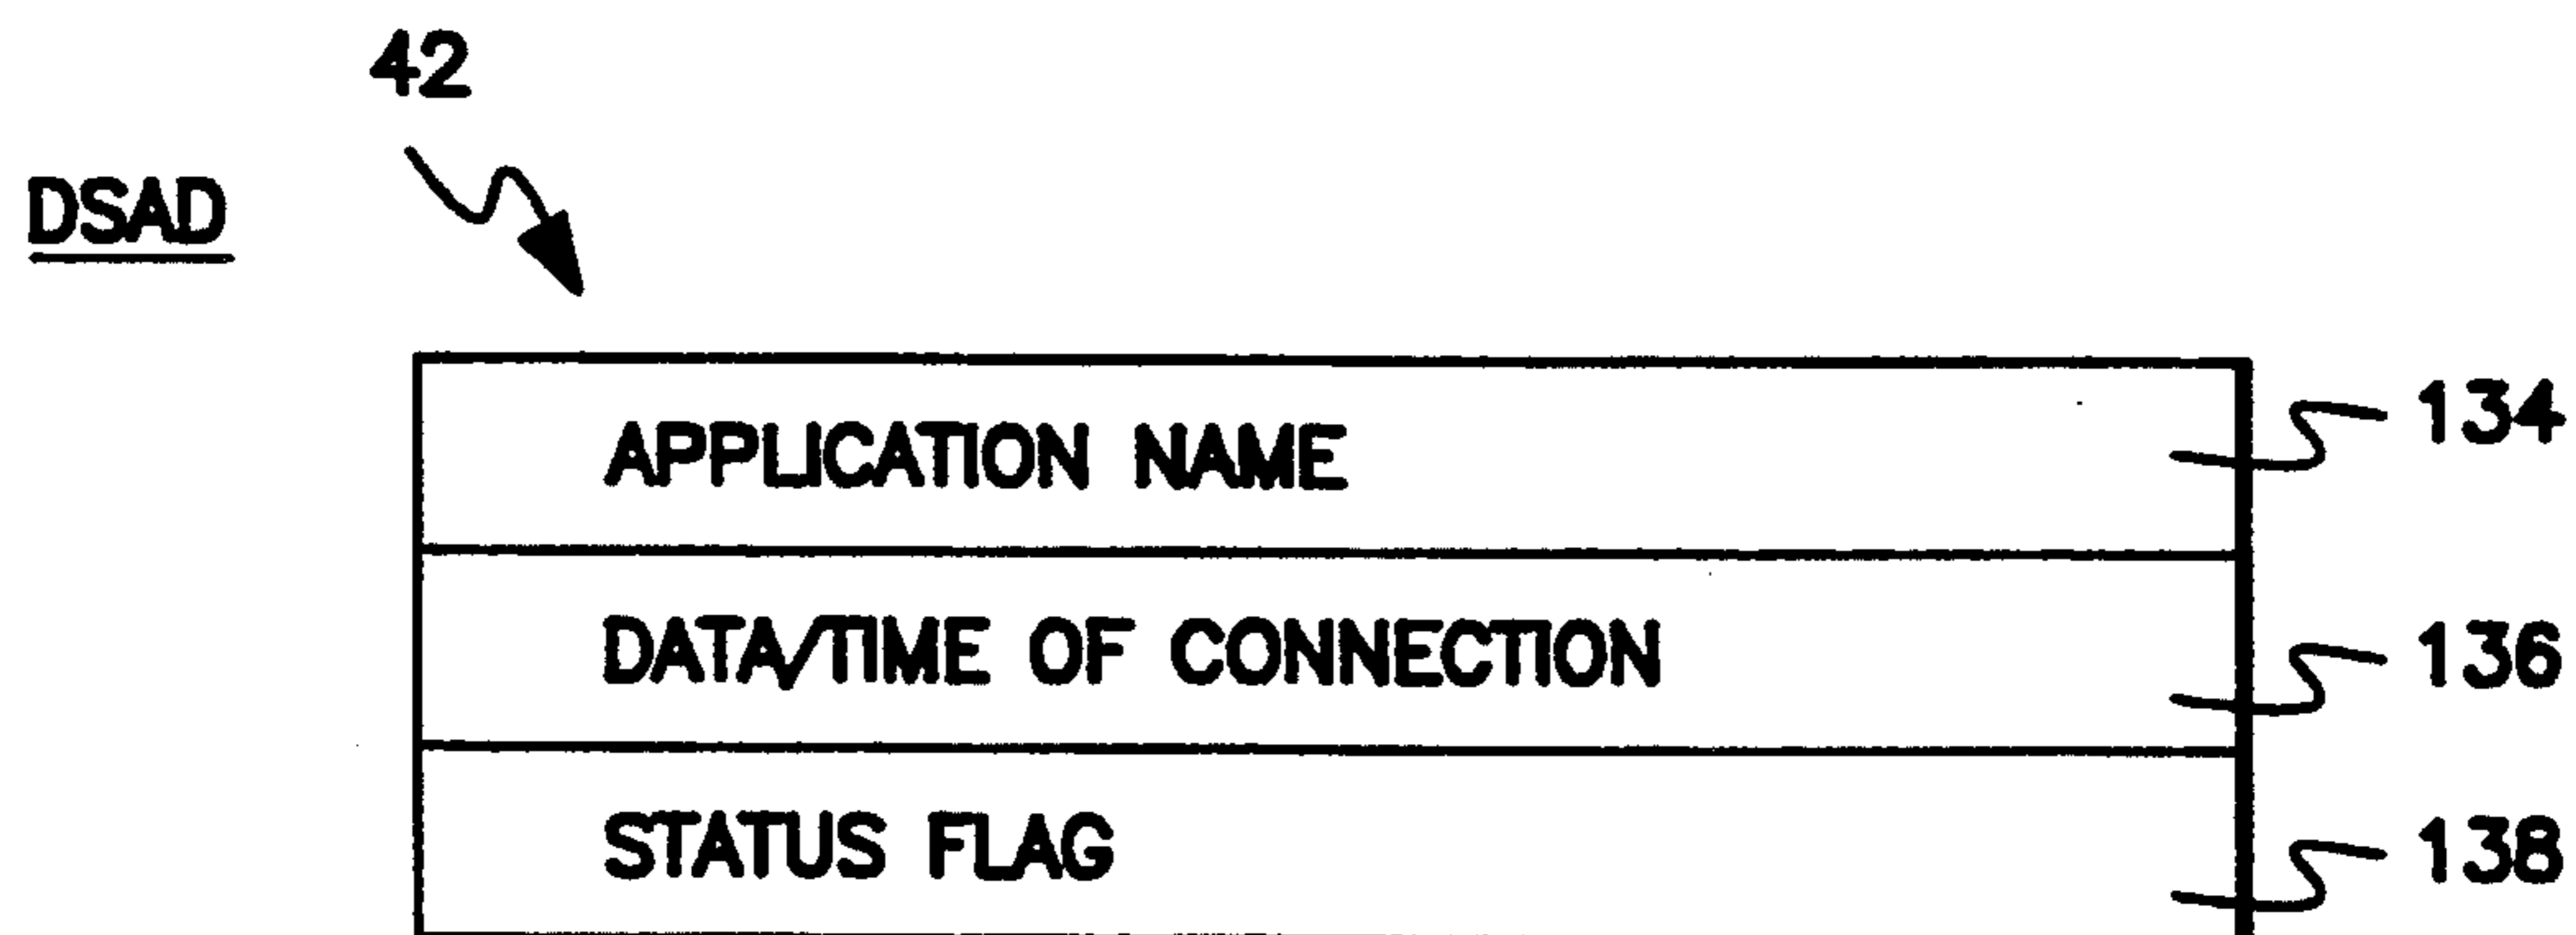 42
DSAD
APPLICATION NAME 134
DATA/TIME OF CONNECTION 136
STATUS FLAG 138